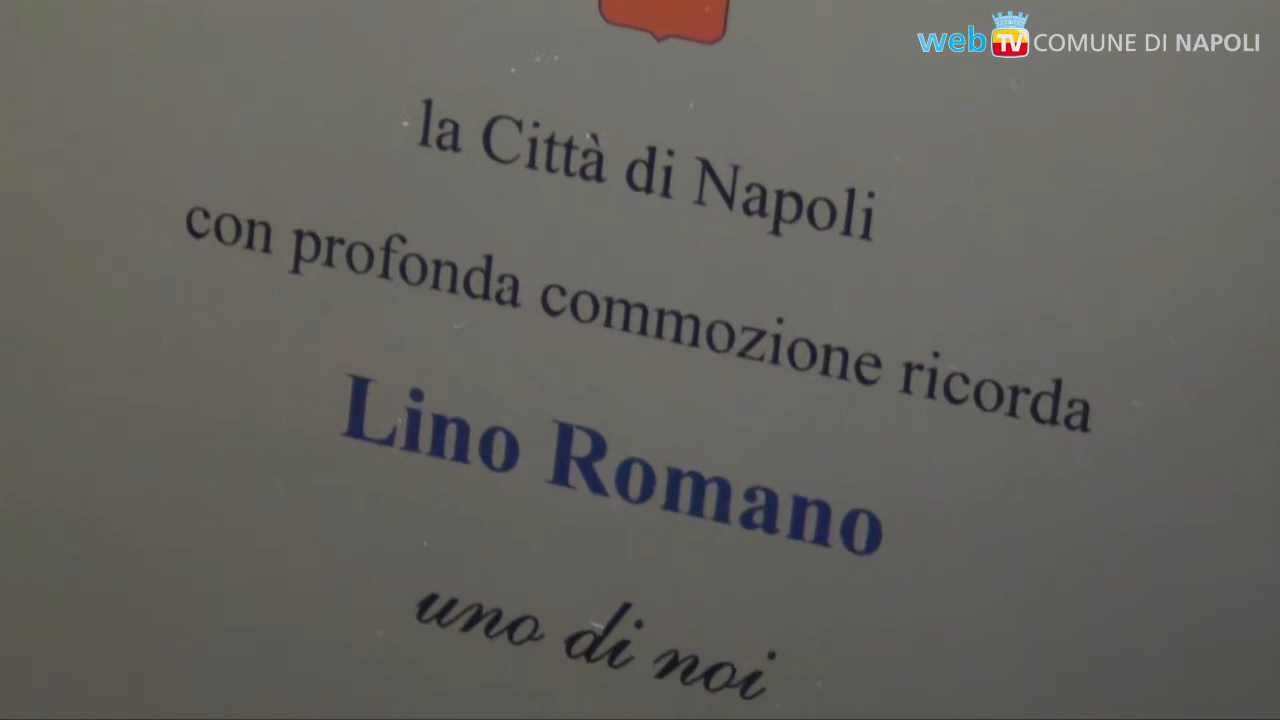 web TV COMUNE DI NAPOLI
la Città di Napoli
con profonda commozione ricorda
Lino Romano
uno di noi